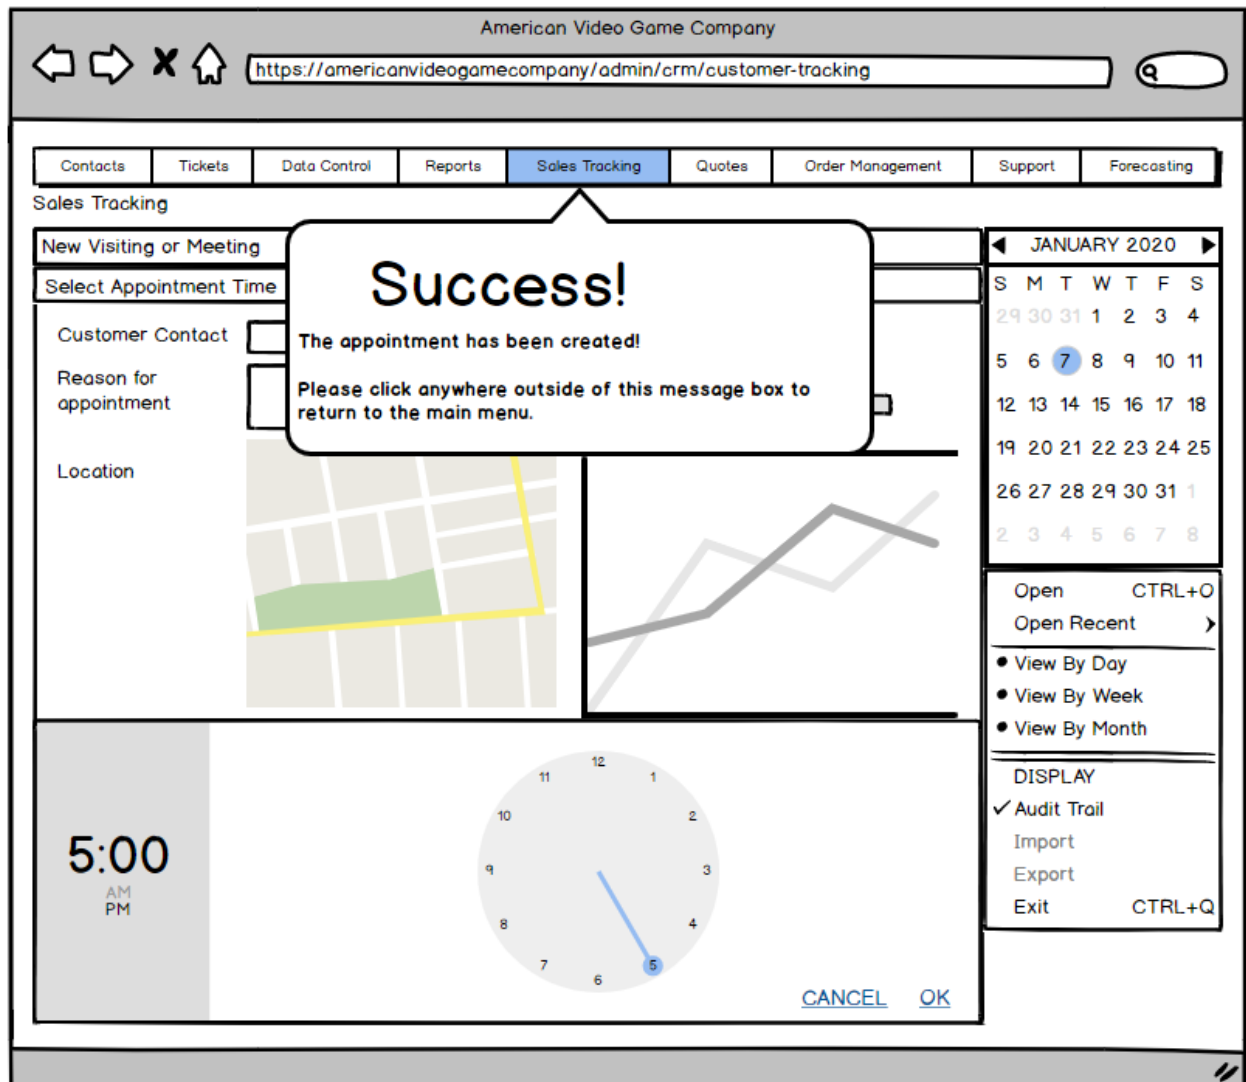 American Video Game Company
https://americanvideogamecompany/admin/crm/customer-tracking
Contacts Tickets Data Control Reports Sales Tracking Quotes Order Management Support Forecasting
Sales Tracking
New Visiting or Meeting
Select Appointment Time
Customer Contact
Reason for
appointment
Location
Success!
The appointment has been created!
Please click anywhere outside of this message box to
return to the main menu.
JANUARY 2020
S M T W T F S
29 30 31 1 2 3 4
5 6 7 8 9 10 11
12 13 14 15 16 17 18
19 20 21 22 23 24 25
26 27 28 29 30 31 1
2 3 4 5 6 7 8
Open CTRL+O
Open Recent
View By Day
View By Week
View By Month
DISPLAY
Audit Trail
Import
Export
Exit CTRL+Q
5:00
AM
PM
12
11 1
10 2
9 3
8 4
7 5
6
CANCEL OK